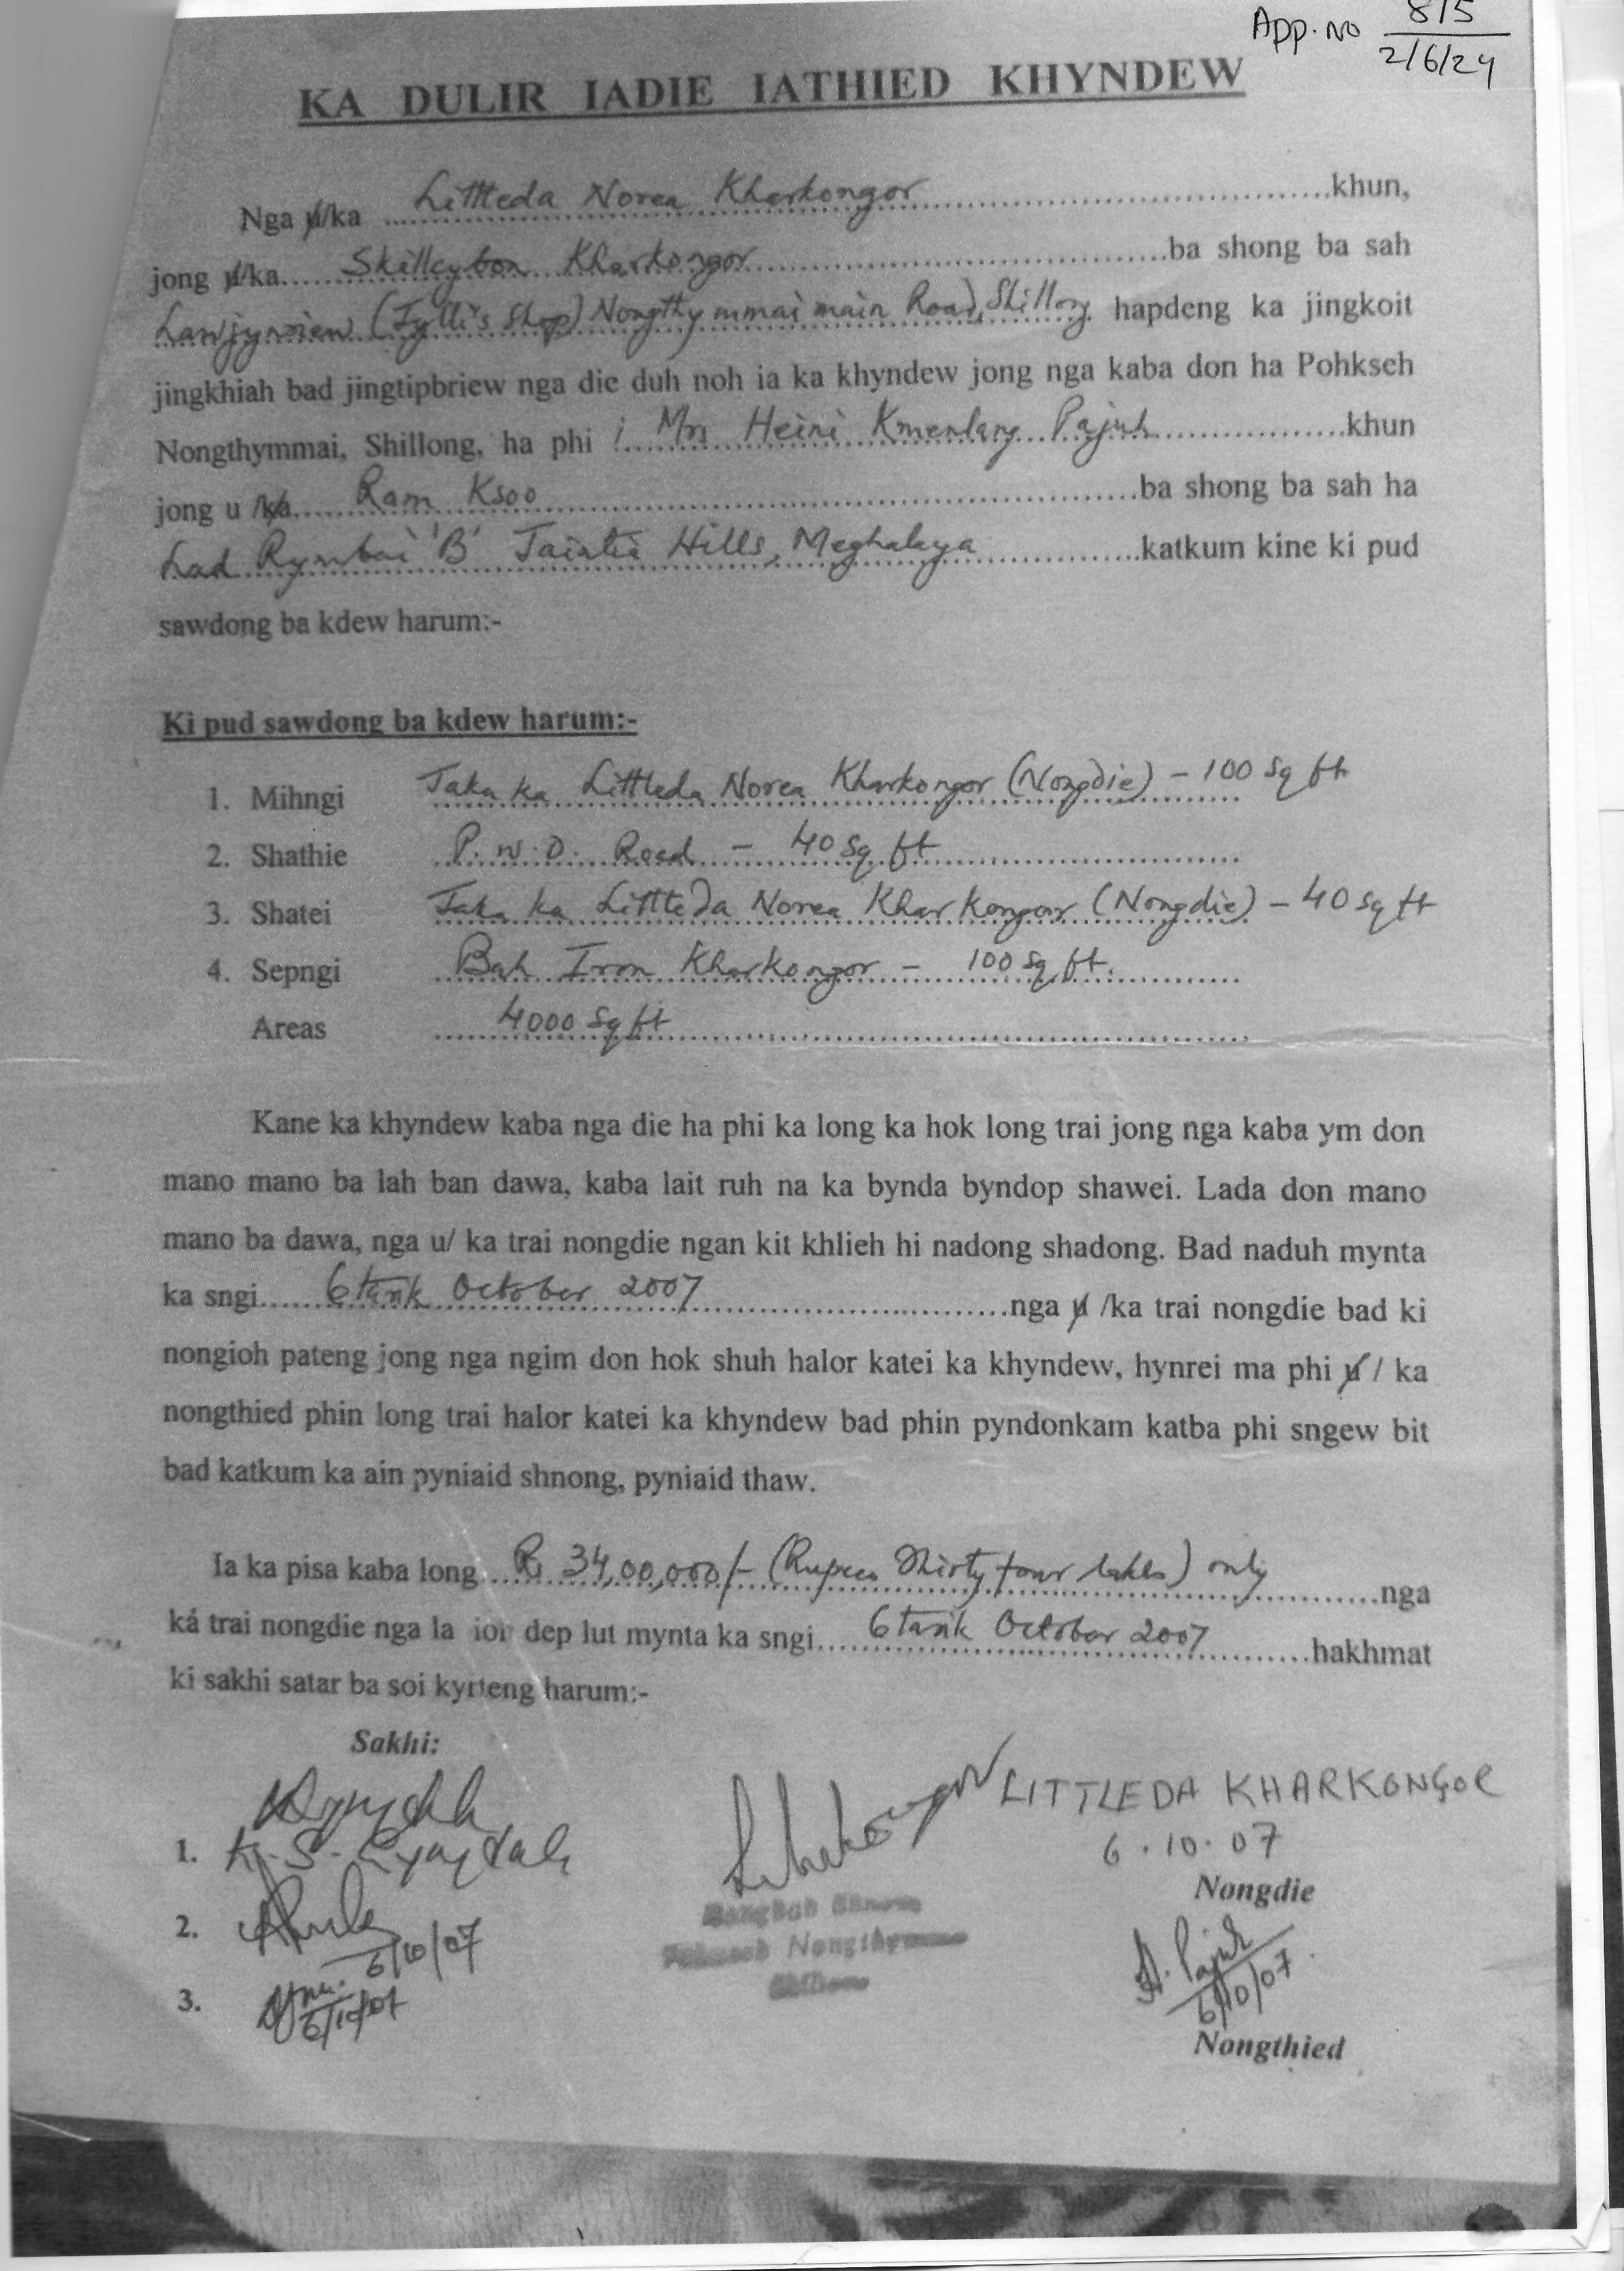 App. No 815
2/6/24
KA DULIR IADIE IATHIED KHYNDEW
Nga u/ka Littleda Norea Kharkongor khun,
jong u/ka Skilleybon Kharkongor ba shong ba sah
Lawjynriew (Fylli's Shop) Nongthymmai main Road, Shillong hapdeng ka jingkoit
jingkhiah bad jingtipbriew nga die duh noh ia ka khyndew jong nga kaba don ha Pohkseh
Nongthymmai, Shillong, ha phi i Mrs Heini Kmenlang Pajuh khun
jong u /ka Ram Ksoo ba shong ba sah ha
Lad Rymbai 'B' Jaintia Hills, Meghalaya katkum kine ki pud
sawdong ba kdew harum:-
Ki pud sawdong ba kdew harum:-
1. Mihngi Jaka ka Littleda Norea Kharkongor (Nongdie) - 100 sq ft
2. Shathie P.W.D. Road - 40 sq ft
3. Shatei Jaka ka Littleda Norea Kharkongor (Nongdie) - 40 sq ft
4. Sepngi Bah Iron Kharkongor - 100 sq ft.
Areas 4000 sq ft
Kane ka khyndew kaba nga die ha phi ka long ka hok long trai jong nga kaba ym don
mano mano ba lah ban dawa, kaba lait ruh na ka bynda byndop shawei. Lada don mano
mano ba dawa, nga u/ ka trai nongdie ngan kit khlieh hi nadong shadong. Bad naduh mynta
ka sngi 6 tarik October 2007 nga u /ka trai nongdie bad ki
nongioh pateng jong nga ngim don hok shuh halor katei ka khyndew, hynrei ma phi u / ka
nongthied phin long trai halor katei ka khyndew bad phin pyndonkam katba phi sngew bit
bad katkum ka ain pyniaid shnong, pyniaid thaw.
Ia ka pisa kaba long Rs 34,00,000/- (Rupees Thirty four lakhs) only nga
ka trai nongdie nga la ioh dep lut mynta ka sngi 6 tarik October 2007 hakhmat
ki sakhi satar ba soi kyrteng harum:-
Sakhi:
LITTLEDA KHARKONGOR
1. K. S.
6.10.07
Nongdie
2. 6/10/07
Nongthymmai
H. Pajuh
6/10/07
3. 6/10/07
Nongthied